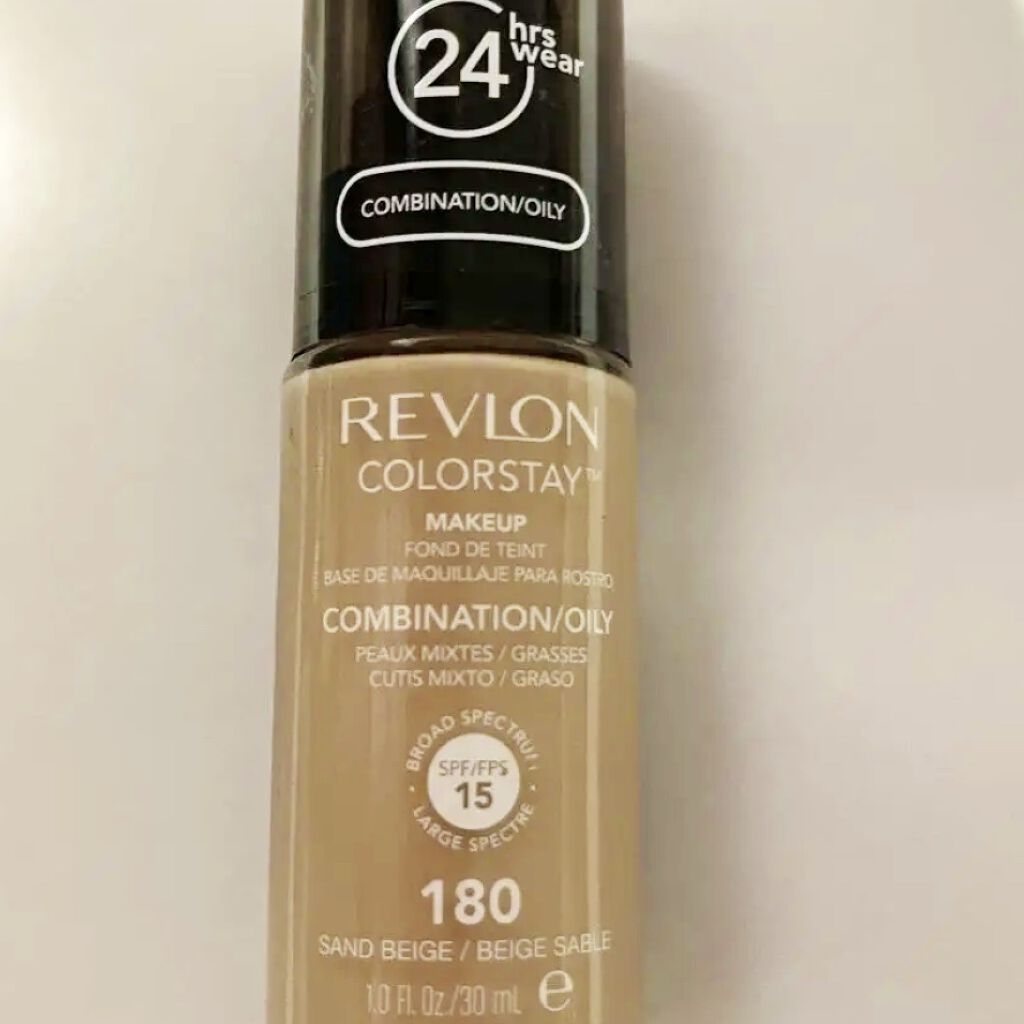 24 hrs
wear
COMBINATION/OILY
REVLON
COLORSTAY™
MAKEUP
FOND DE TEINT
BASE DE MAQUILLAJE PARA ROSTRO
COMBINATION/OILY
PEAUX MIXTES / GRASSES
CUTIS MIXTO / GRASO
BROAD SPECTRUM
SPF/FPS
15
LARGE SPECTRE
180
SAND BEIGE / BEIGE SABLE
1.0 Fl. Oz./30 mL e